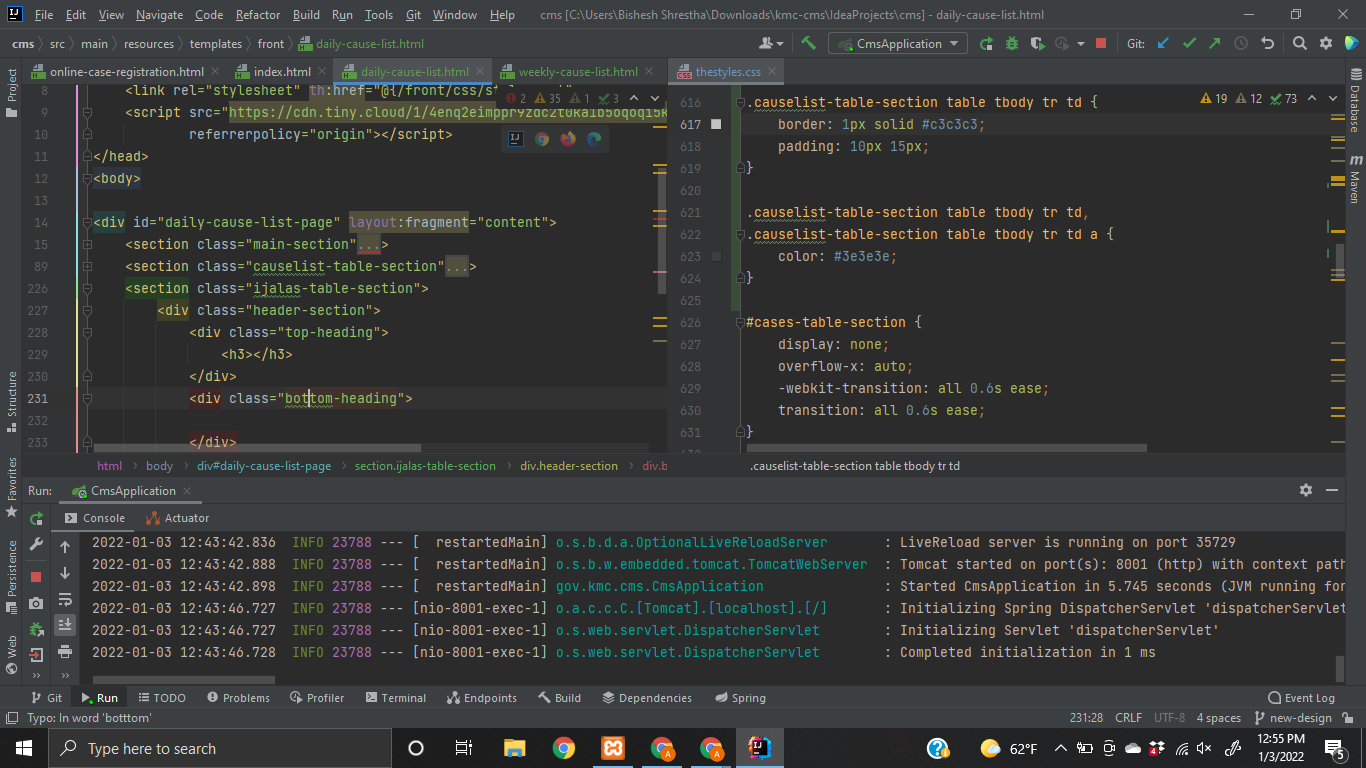 File Edit View Navigate Code Refactor Build Run Tools Git Window Help cms [C:\Users\Bishesh Shrestha\Downloads\kmc-cms\IdeaProjects\cms] - daily-cause-list.html
cms src main resources templates front daily-cause-list.html CmsApplication Git:
online-case-registration.html index.html daily-cause-list.html weekly-cause-list.html thestyles.css
Project
Structure
Favorites
Persistence
Web
Database
Maven
2 35 1 3
8 <link rel="stylesheet" th:href="@{/front/css/
9 <script src="https://cdn.tiny.cloud/1/
10 referrerpolicy="origin"></script>
11 </head>
12 <body>
13
14 <div id="daily-cause-list-page" layout:fragment="content">
15 <section class="main-section"...>
89 <section class="causelist-table-section"...>
226 <section class="ijalas-table-section">
227 <div class="header-section">
228 <div class="top-heading">
229 <h3></h3>
230 </div>
231 <div class="botttom-heading">
232
233 </div>
html body div#daily-cause-list-page section.ijalas-table-section div.header-section div.b
19 12 73
616 .causelist-table-section table tbody tr td {
617 border: 1px solid #c3c3c3;
618 padding: 10px 15px;
619 }
620
621 .causelist-table-section table tbody tr td,
622 .causelist-table-section table tbody tr td a {
623 color: #3e3e3e;
624 }
625
626 #cases-table-section {
627 display: none;
628 overflow-x: auto;
629 -webkit-transition: all 0.6s ease;
630 transition: all 0.6s ease;
631 }
.causelist-table-section table tbody tr td
Run: CmsApplication
Console Actuator
2022-01-03 12:43:42.836 INFO 23788 --- [ restartedMain] o.s.b.d.a.OptionalLiveReloadServer : LiveReload server is running on port 35729
2022-01-03 12:43:42.888 INFO 23788 --- [ restartedMain] o.s.b.w.embedded.tomcat.TomcatWebServer : Tomcat started on port(s): 8001 (http) with context path
2022-01-03 12:43:42.898 INFO 23788 --- [ restartedMain] gov.kmc.cms.CmsApplication : Started CmsApplication in 5.745 seconds (JVM running for
2022-01-03 12:43:46.727 INFO 23788 --- [nio-8001-exec-1] o.a.c.c.C.[Tomcat].[localhost].[/] : Initializing Spring DispatcherServlet 'dispatcherServlet
2022-01-03 12:43:46.727 INFO 23788 --- [nio-8001-exec-1] o.s.web.servlet.DispatcherServlet : Initializing Servlet 'dispatcherServlet'
2022-01-03 12:43:46.728 INFO 23788 --- [nio-8001-exec-1] o.s.web.servlet.DispatcherServlet : Completed initialization in 1 ms
Git Run TODO Problems Profiler Terminal Endpoints Build Dependencies Spring Event Log
Typo: In word 'botttom' 231:28 CRLF UTF-8 4 spaces new-design
Type here to search 62°F 4 12:55 PM
1/3/2022 5